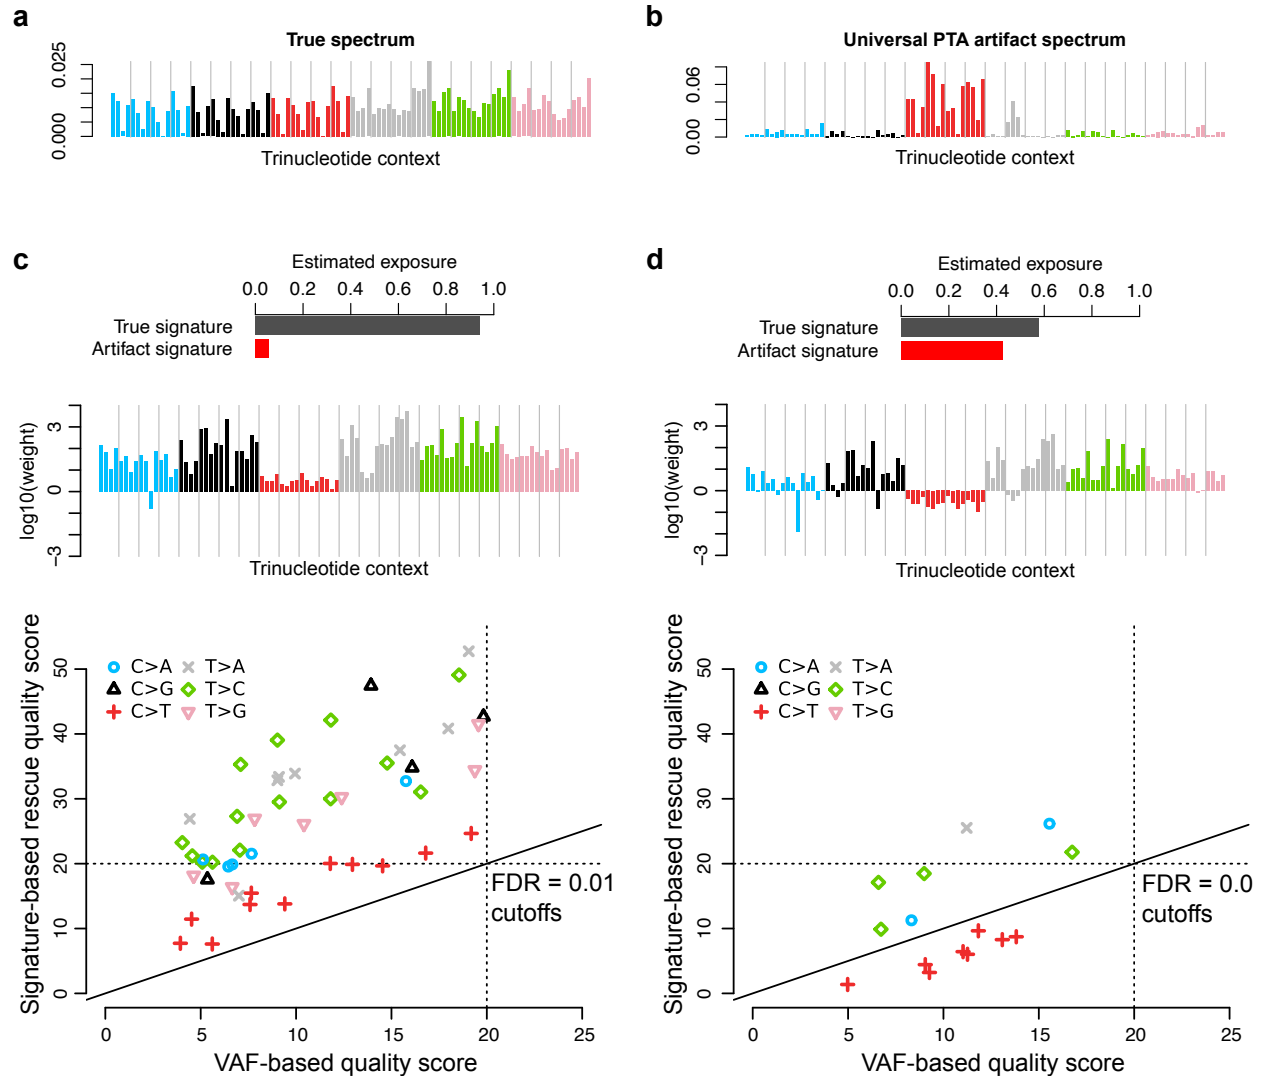 a
True spectrum
0.025
0.000
Trinucleotide context
b
Universal PTA artifact spectrum
0.06
0.00
Trinucleotide context
c
Estimated exposure
0.0 0.2 0.4 0.6 0.8 1.0
True signature
Artifact signature
log10(weight)
3
0
−3
Trinucleotide context
Signature-based rescue quality score
50
40
30
20
10
0
C>A T>A
C>G T>C
C>T T>G
FDR = 0.01
cutoffs
0 5 10 15 20 25
VAF-based quality score
d
Estimated exposure
0.0 0.2 0.4 0.6 0.8 1.0
True signature
Artifact signature
log10(weight)
3
0
−3
Trinucleotide context
Signature-based rescue quality score
50
40
30
20
10
0
C>A T>A
C>G T>C
C>T T>G
FDR = 0.0
cutoffs
0 5 10 15 20 25
VAF-based quality score